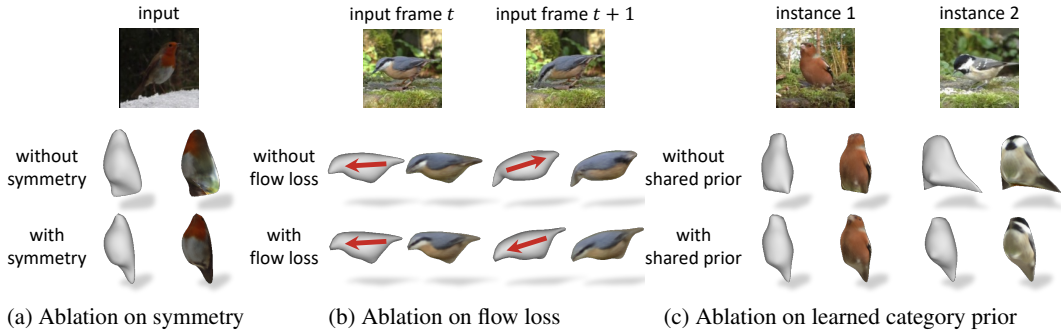 input
input frame t
input frame t + 1
instance 1
instance 2
without
symmetry
without
flow loss
without
shared prior
with
symmetry
with
flow loss
with
shared prior
(a) Ablation on symmetry
(b) Ablation on flow loss
(c) Ablation on learned category prior